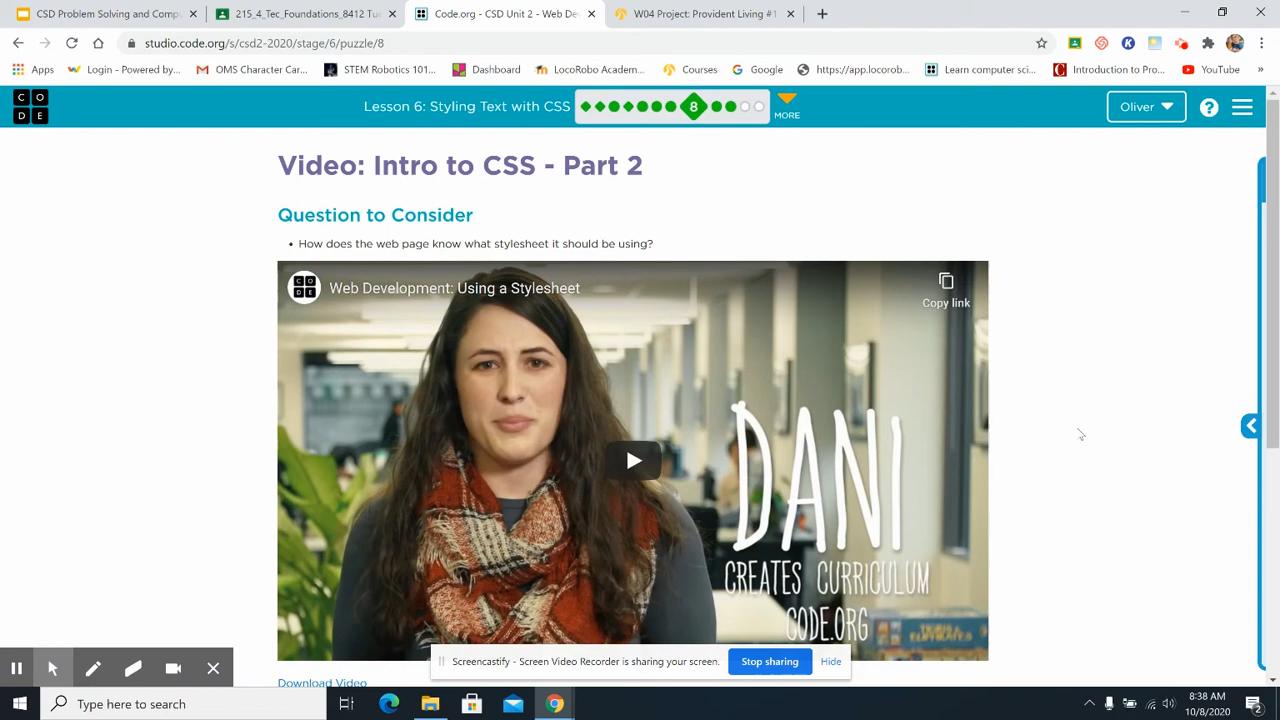 CSD Problem Solving and Comp
215_4_Tec_Foundations_8412 Tue
Code.org - CSD Unit 2 - Web De
W04 Project: Provident Living #1
studio.code.org/s/csd2-2020/stage/6/puzzle/8
Apps
Login - Powered by...
OMS Character Car...
STEM Robotics 101...
Dashboard
LocoRobo Academ...
Courses
Google
https://app.locorob...
Learn computer sci...
Introduction to Pro...
YouTube
»
C O
D E
Lesson 6: Styling Text with CSS
8
MORE
Oliver
?
Video: Intro to CSS - Part 2
Question to Consider
• How does the web page know what stylesheet it should be using?
C O
D E
Web Development: Using a Stylesheet
Copy link
DANI
CREATES CURRICULUM
CODE.ORG
Screencastify - Screen Video Recorder is sharing your screen.
Stop sharing
Hide
Download Video
Type here to search
8:38 AM
10/8/2020
2